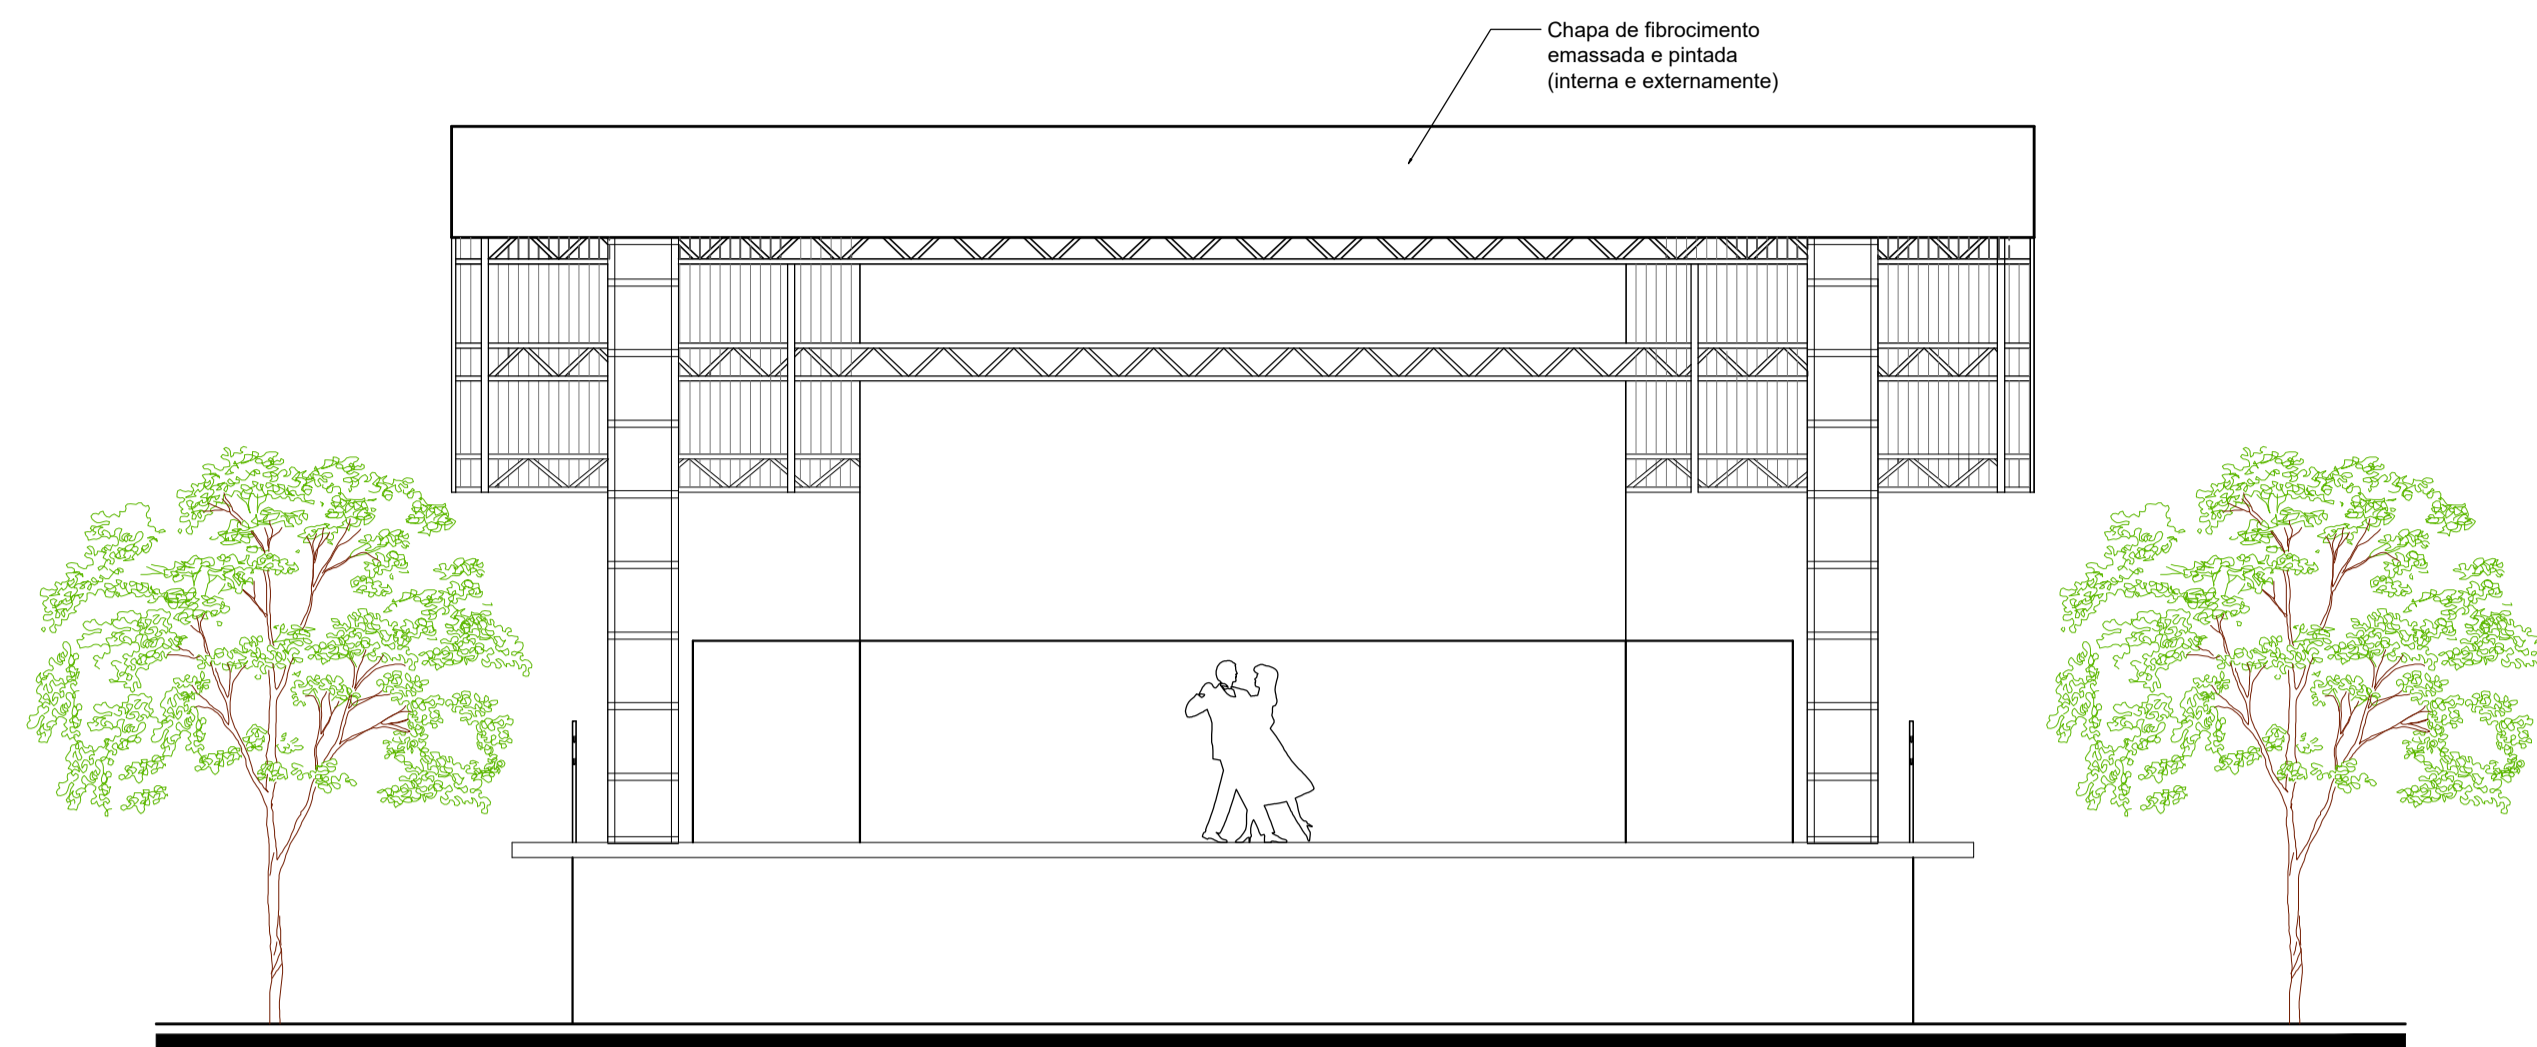 Chapa de fibrocimento
emassada e pintada
(interna e externamente)